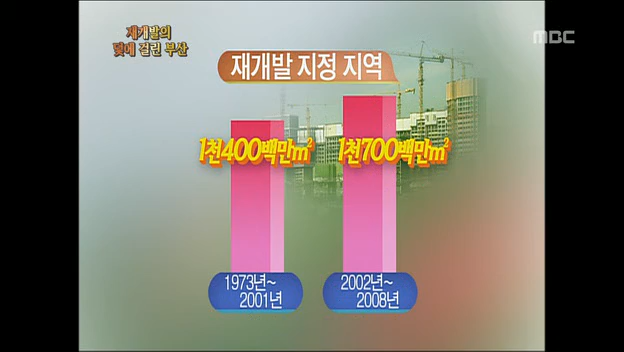 재개발의
덫에 걸린 부산
MBC
재개발 지정 지역
1천400백만m²
1천700백만m²
1973년~
2001년
2002년~
2008년